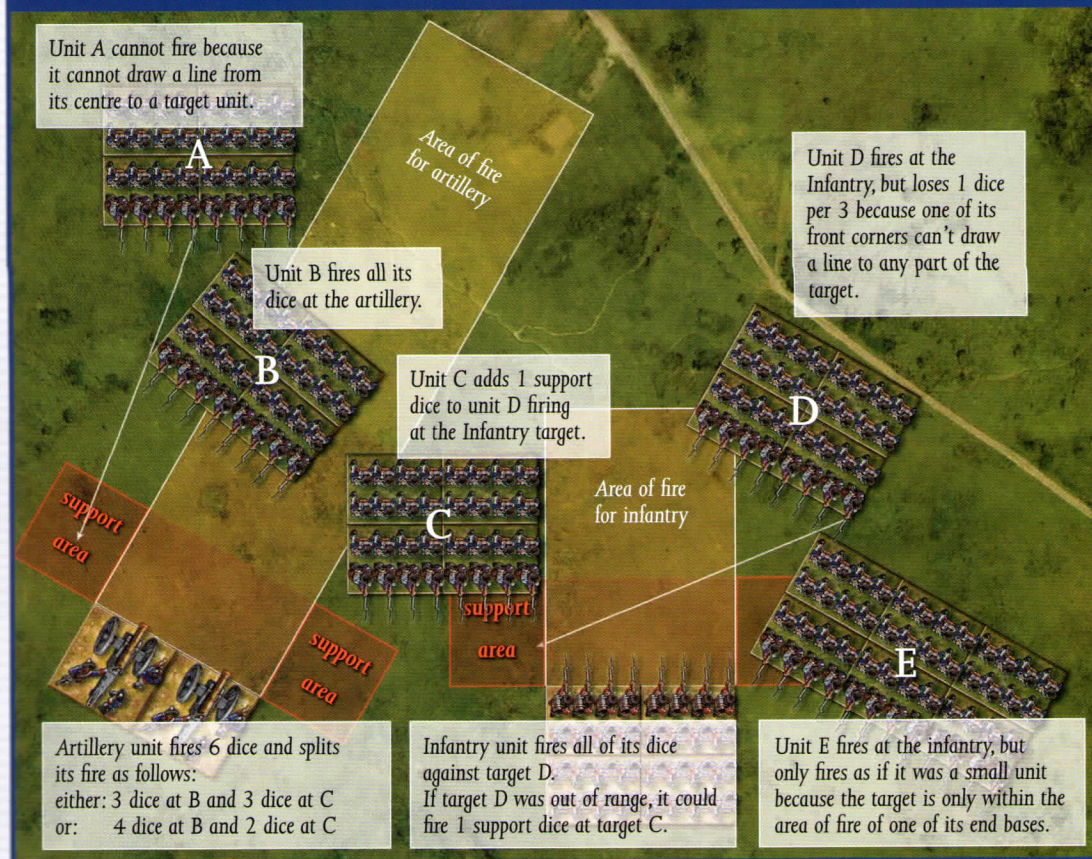 Unit A cannot fire because
it cannot draw a line from
its centre to a target unit.
A
Area of fire
for artillery
Unit D fires at the
Infantry, but loses 1 dice
per 3 because one of its
front corners can't draw
a line to any part of the
target.
Unit B fires all its
dice at the artillery.
B
Unit C adds 1 support
dice to unit D firing
at the Infantry target.
D
C
Area of fire
for infantry
support
area
support
area
support
area
E
Artillery unit fires 6 dice and splits
its fire as follows:
either: 3 dice at B and 3 dice at C
or: 4 dice at B and 2 dice at C
Infantry unit fires all of its dice
against target D.
If target D was out of range, it could
fire 1 support dice at target C.
Unit E fires at the infantry, but
only fires as if it was a small unit
because the target is only within the
area of fire of one of its end bases.